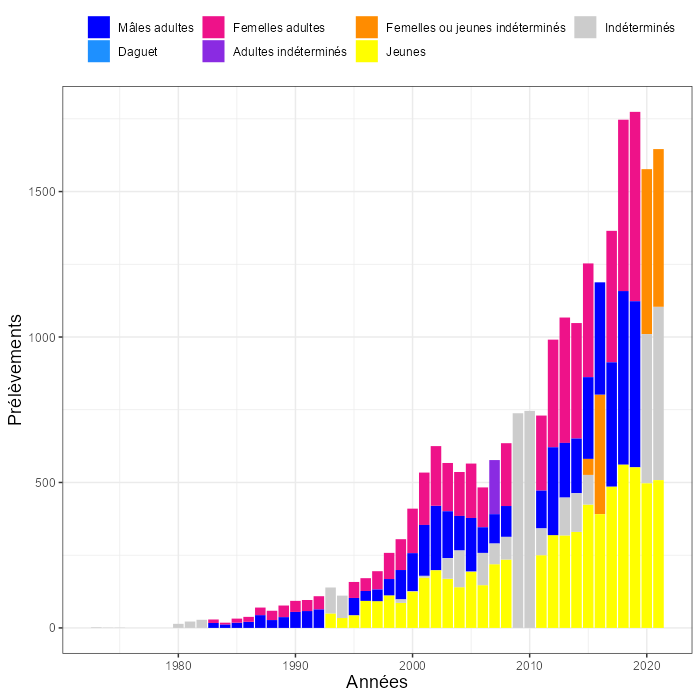 Mâles adultes Femelles adultes Femelles ou jeunes indéterminés Indéterminés
Daguet Adultes indéterminés Jeunes
1500
1000
500
0
Prélèvements
1980 1990 2000 2010 2020
Années